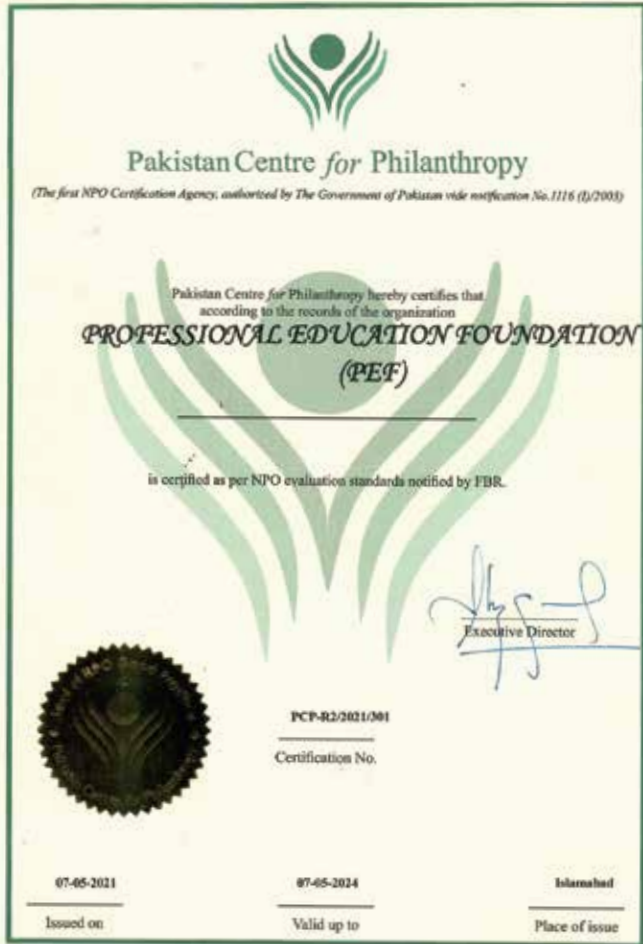 Pakistan Centre for Philanthropy
(The first NPO Certification Agency, authorized by The Government of Pakistan vide notification No.1116 (I)/2003)
Pakistan Centre for Philanthropy hereby certifies that
according to the records of the organization
PROFESSIONAL EDUCATION FOUNDATION
(PEF)
is certified as per NPO evaluation standards notified by FBR.
Executive Director
PCP-R2/2021/301
Certification No.
07-05-2021
Issued on
07-05-2024
Valid up to
Islamabad
Place of issue